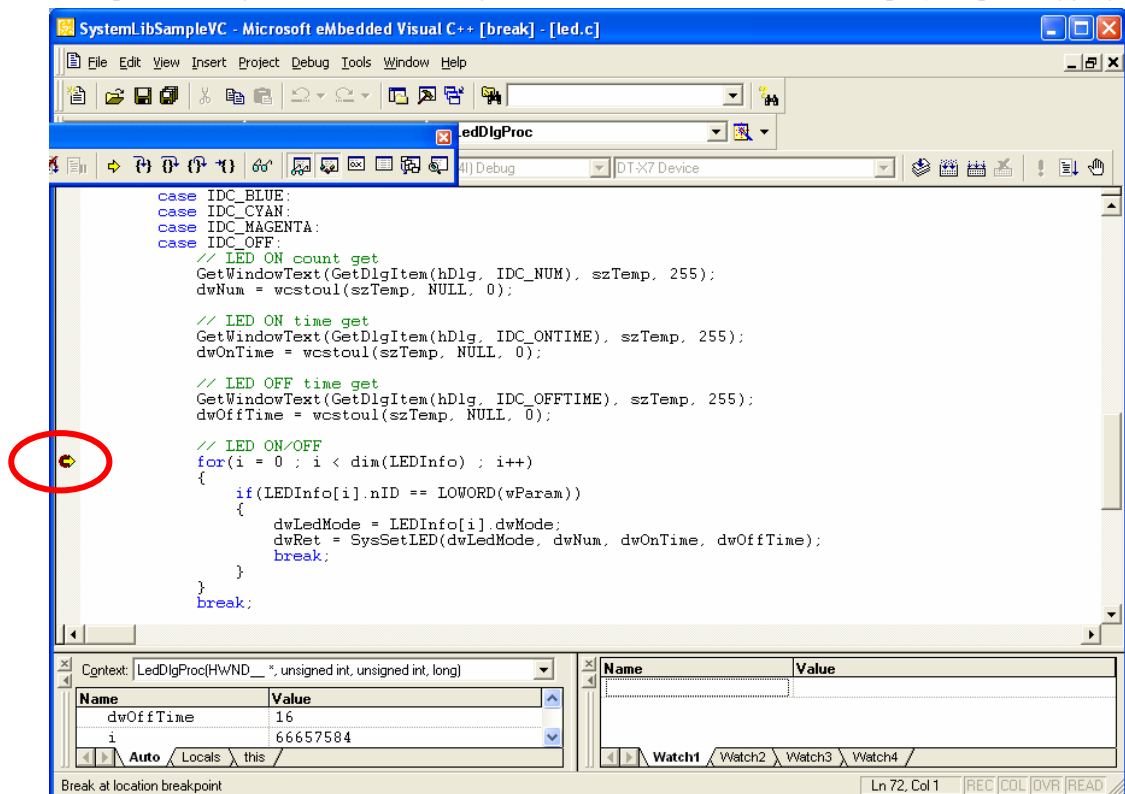 SystemLibSampleVC - Microsoft eMbedded Visual C++ [break] - [led.c]
File Edit View Insert Project Debug Tools Window Help
LedDlgProc
4I) Debug DT-X7 Device
case IDC_BLUE:
case IDC_CYAN:
case IDC_MAGENTA:
case IDC_OFF:
// LED ON count get
GetWindowText(GetDlgItem(hDlg, IDC_NUM), szTemp, 255);
dwNum = wcstoul(szTemp, NULL, 0);
// LED ON time get
GetWindowText(GetDlgItem(hDlg, IDC_ONTIME), szTemp, 255);
dwOnTime = wcstoul(szTemp, NULL, 0);
// LED OFF time get
GetWindowText(GetDlgItem(hDlg, IDC_OFFTIME), szTemp, 255);
dwOffTime = wcstoul(szTemp, NULL, 0);
// LED ON/OFF
for(i = 0 ; i < dim(LEDInfo) ; i++)
{
if(LEDInfo[i].nID == LOWORD(wParam))
{
dwLedMode = LEDInfo[i].dwMode;
dwRet = SysSetLED(dwLedMode, dwNum, dwOnTime, dwOffTime);
break;
}
}
break;
Context: LedDlgProc(HWND__ *, unsigned int, unsigned int, long)
Name Value
dwOffTime 16
i 66657584
Auto Locals this
Name Value
Watch1 Watch2 Watch3 Watch4
Break at location breakpoint Ln 72, Col 1 REC COL OVR READ